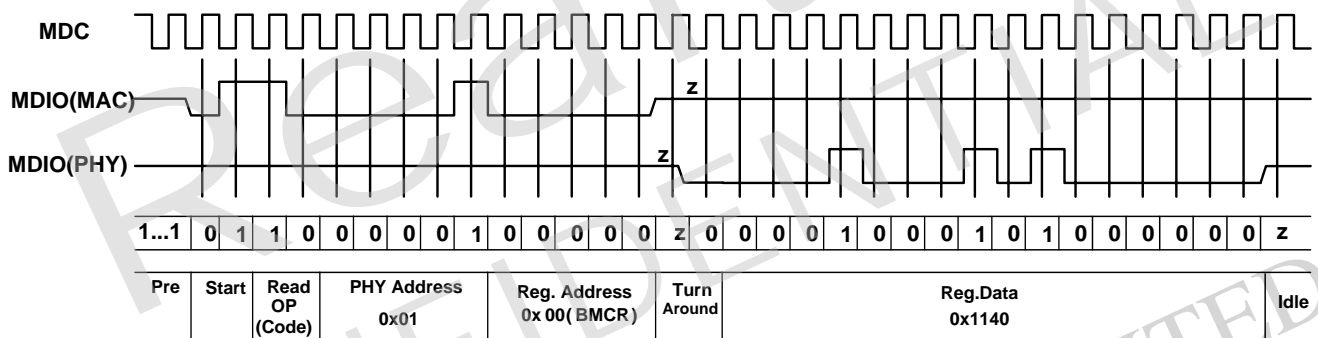 MDC
MDIO(MAC)
z
MDIO(PHY)
z
1...1 0 1 1 0 0 0 0 0 1 0 0 0 0 0 z 0 0 0 0 1 0 0 0 1 0 1 0 0 0 0 0 0 z
Pre Start Read OP (Code) PHY Address 0x01 Reg. Address 0x 00( BMCR ) Turn Around Reg.Data 0x1140 Idle